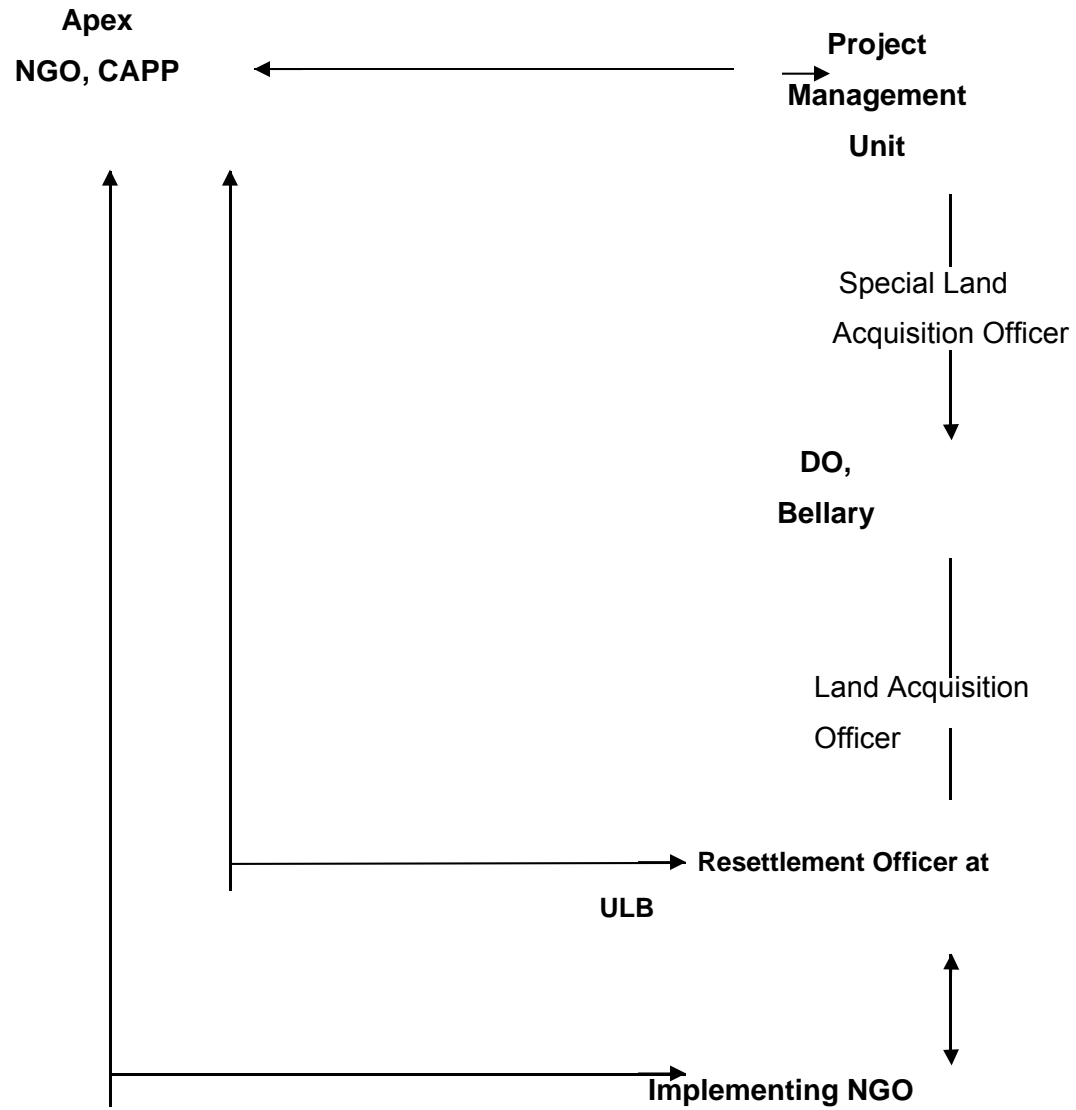 Apex
NGO, CAPP
Project
Management
Unit
Special Land
Acquisition Officer
DO,
Bellary
Land Acquisition
Officer
Resettlement Officer at
ULB
Implementing NGO